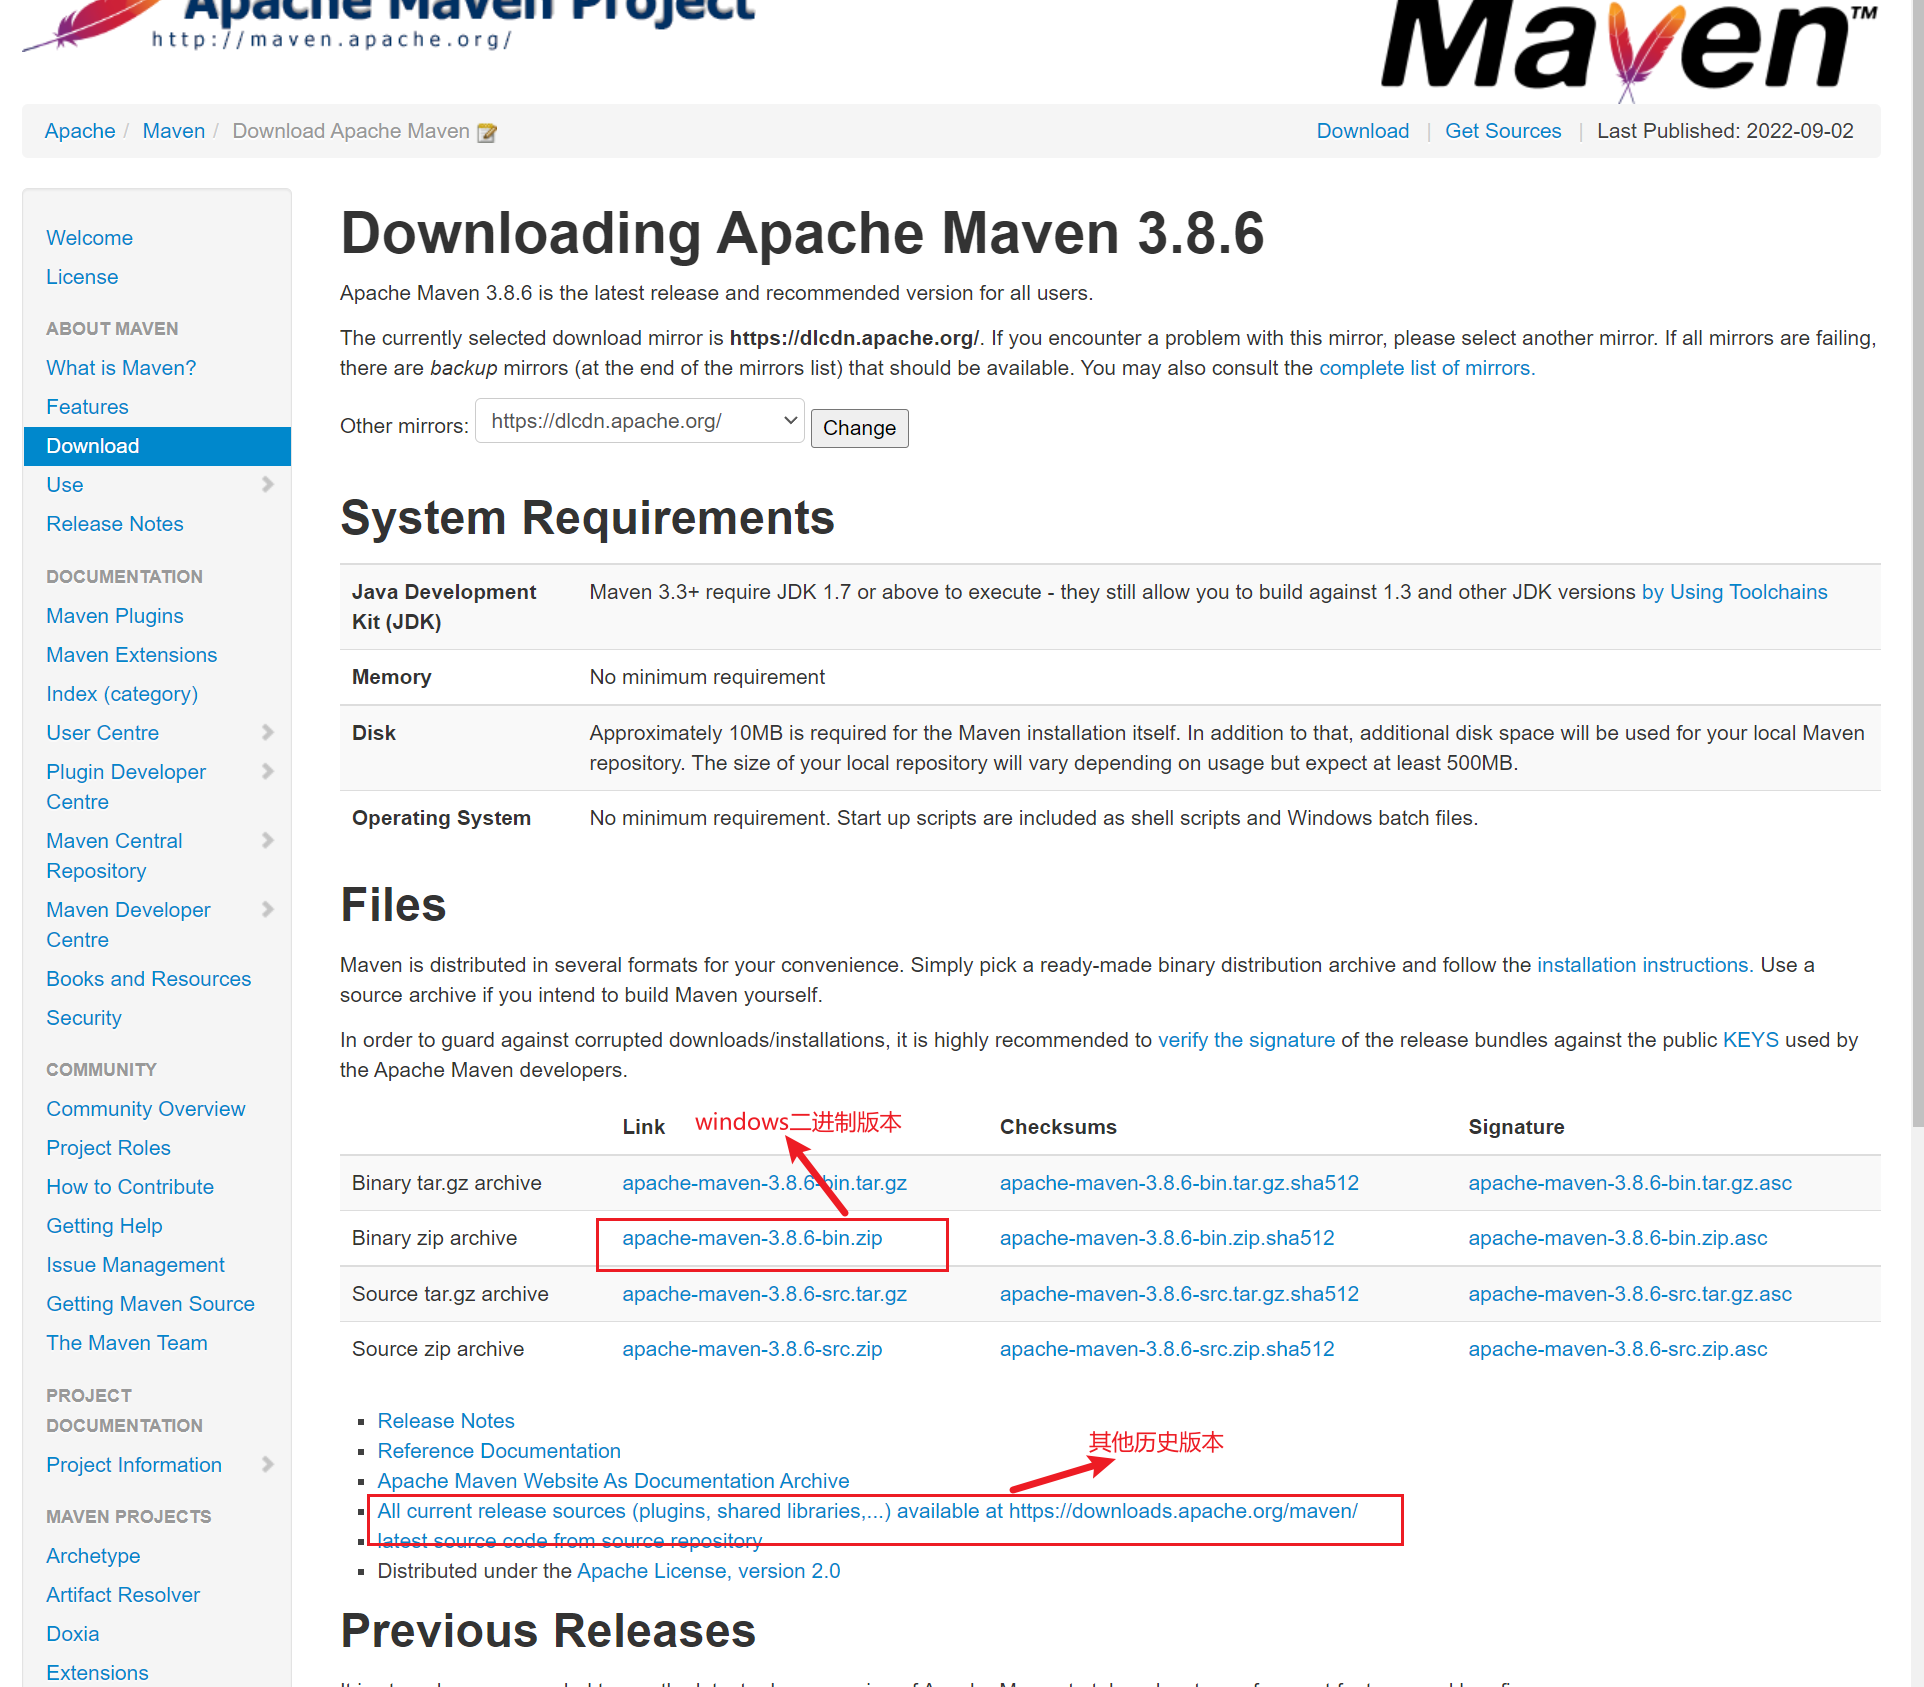 Apache Maven Project
http://maven.apache.org/
Maven™
Apache / Maven / Download Apache Maven
Download | Get Sources | Last Published: 2022-09-02
Welcome
License
ABOUT MAVEN
What is Maven?
Features
Download
Use
Release Notes
DOCUMENTATION
Maven Plugins
Maven Extensions
Index (category)
User Centre
Plugin Developer
Centre
Maven Central
Repository
Maven Developer
Centre
Books and Resources
Security
COMMUNITY
Community Overview
Project Roles
How to Contribute
Getting Help
Issue Management
Getting Maven Source
The Maven Team
PROJECT
DOCUMENTATION
Project Information
MAVEN PROJECTS
Archetype
Artifact Resolver
Doxia
Extensions
Downloading Apache Maven 3.8.6
Apache Maven 3.8.6 is the latest release and recommended version for all users.
The currently selected download mirror is https://dlcdn.apache.org/. If you encounter a problem with this mirror, please select another mirror. If all mirrors are failing,
there are backup mirrors (at the end of the mirrors list) that should be available. You may also consult the complete list of mirrors.
Other mirrors: https://dlcdn.apache.org/ Change
System Requirements
Java Development Maven 3.3+ require JDK 1.7 or above to execute - they still allow you to build against 1.3 and other JDK versions by Using Toolchains
Kit (JDK)
Memory No minimum requirement
Disk Approximately 10MB is required for the Maven installation itself. In addition to that, additional disk space will be used for your local Maven
repository. The size of your local repository will vary depending on usage but expect at least 500MB.
Operating System No minimum requirement. Start up scripts are included as shell scripts and Windows batch files.
Files
Maven is distributed in several formats for your convenience. Simply pick a ready-made binary distribution archive and follow the installation instructions. Use a
source archive if you intend to build Maven yourself.
In order to guard against corrupted downloads/installations, it is highly recommended to verify the signature of the release bundles against the public KEYS used by
the Apache Maven developers.
Link windows二进制版本 Checksums Signature
Binary tar.gz archive apache-maven-3.8.6-bin.tar.gz apache-maven-3.8.6-bin.tar.gz.sha512 apache-maven-3.8.6-bin.tar.gz.asc
Binary zip archive apache-maven-3.8.6-bin.zip apache-maven-3.8.6-bin.zip.sha512 apache-maven-3.8.6-bin.zip.asc
Source tar.gz archive apache-maven-3.8.6-src.tar.gz apache-maven-3.8.6-src.tar.gz.sha512 apache-maven-3.8.6-src.tar.gz.asc
Source zip archive apache-maven-3.8.6-src.zip apache-maven-3.8.6-src.zip.sha512 apache-maven-3.8.6-src.zip.asc
Release Notes
其他历史版本
Reference Documentation
Apache Maven Website As Documentation Archive
All current release sources (plugins, shared libraries,...) available at https://downloads.apache.org/maven/
latest source code from source repository
Distributed under the Apache License, version 2.0
Previous Releases